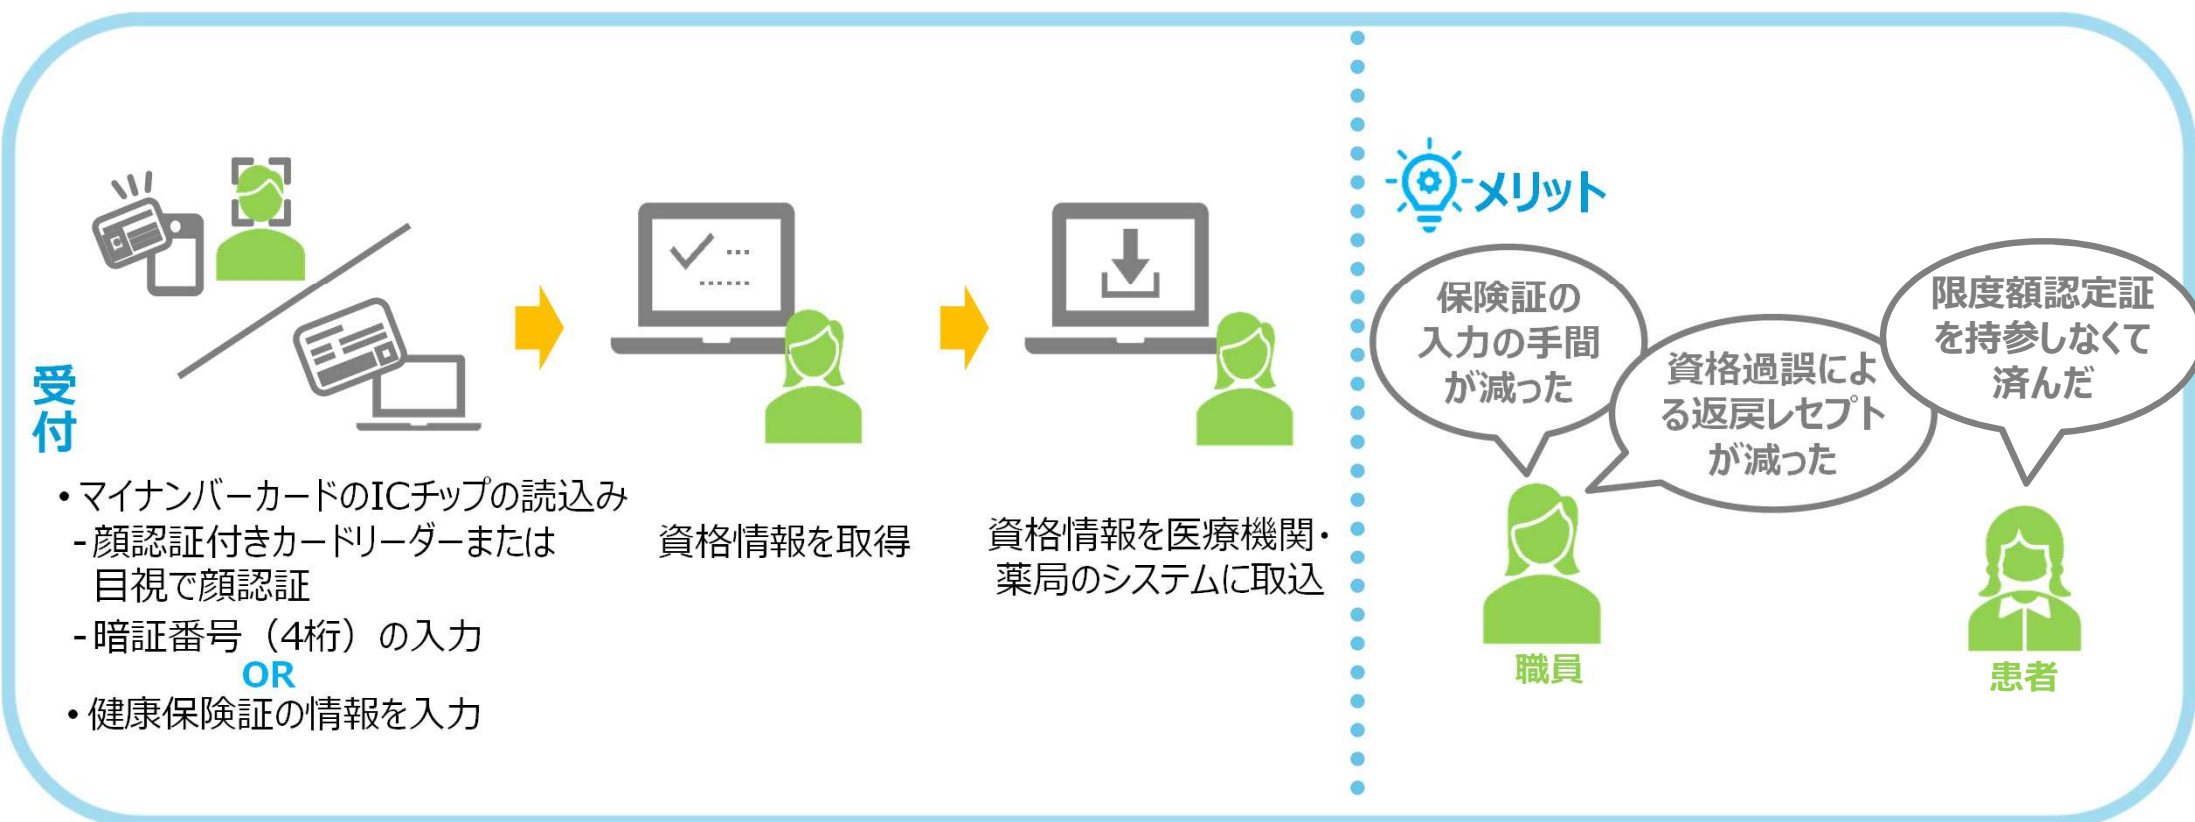 受付
・マイナンバーカードのICチップの読込み
-顔認証付きカードリーダーまたは
目視で顔認証
-暗証番号（4桁）の入力
OR
・健康保険証の情報を入力
資格情報を取得
資格情報を医療機関・
薬局のシステムに取込
メリット
保険証の
入力の手間
が減った
資格過誤によ
る返戻レセプト
が減った
限度額認定証
を持参しなくて
済んだ
職員
患者